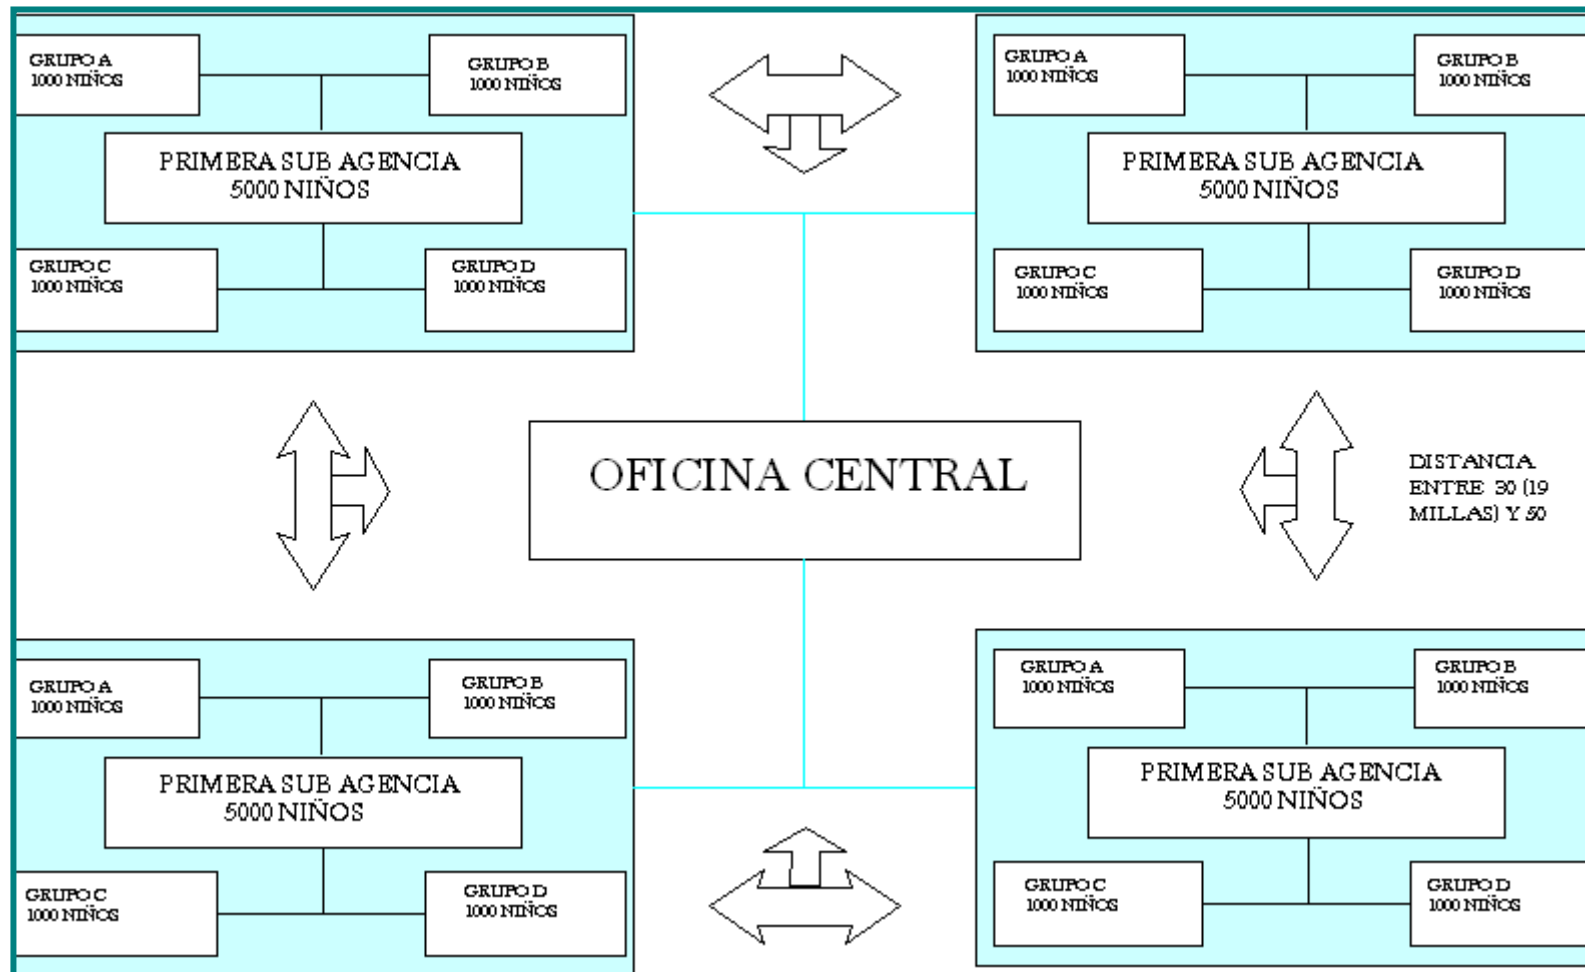 GRUPO A
1000 NIÑOS
GRUPO B
1000 NIÑOS
PRIMERA SUB AGENCIA
5000 NIÑOS
GRUPO C
1000 NIÑOS
GRUPO D
1000 NIÑOS
GRUPO A
1000 NIÑOS
GRUPO B
1000 NIÑOS
PRIMERA SUB AGENCIA
5000 NIÑOS
GRUPO C
1000 NIÑOS
GRUPO D
1000 NIÑOS
OFICINA CENTRAL
DISTANCIA
ENTRE 30 (19
MILLAS) Y 50
GRUPO A
1000 NIÑOS
GRUPO B
1000 NIÑOS
PRIMERA SUB AGENCIA
5000 NIÑOS
GRUPO C
1000 NIÑOS
GRUPO D
1000 NIÑOS
GRUPO A
1000 NIÑOS
GRUPO B
1000 NIÑOS
PRIMERA SUB AGENCIA
5000 NIÑOS
GRUPO C
1000 NIÑOS
GRUPO D
1000 NIÑOS